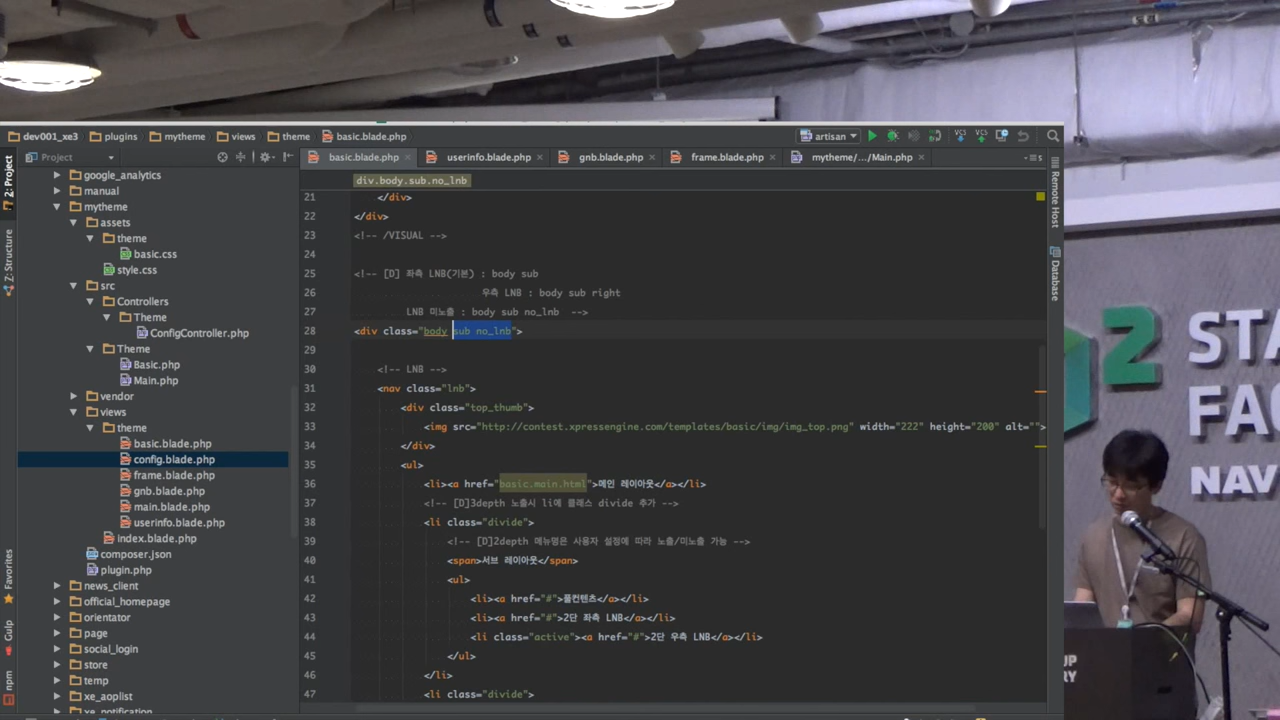 dev001_xe3 plugins mytheme views theme basic.blade.php
artisan
Project
basic.blade.php userinfo.blade.php gnb.blade.php frame.blade.php mytheme/.../Main.php
div.body.sub.no_lnb
2: Project
7: Structure
Favorites
Gulp
npm
google_analytics
manual
mytheme
assets
theme
basic.css
style.css
src
Controllers
Theme
ConfigController.php
Theme
Basic.php
Main.php
vendor
views
theme
basic.blade.php
config.blade.php
frame.blade.php
gnb.blade.php
main.blade.php
userinfo.blade.php
index.blade.php
composer.json
plugin.php
news_client
official_homepage
orientator
page
social_login
store
temp
xe_aoplist
xe_notification
21 </div>
22 </div>
23 <!-- /VISUAL -->
24
25 <!-- [D] 좌측 LNB(기본) : body sub
26 우측 LNB : body sub right
27 LNB 미노출 : body sub no_lnb -->
28 <div class="body sub no_lnb">
29
30 <!-- LNB -->
31 <nav class="lnb">
32 <div class="top_thumb">
33 <img src="http://contest.xpressengine.com/templates/basic/img/img_top.png" width="222" height="200" alt="">
34 </div>
35 <ul>
36 <li><a href="basic.main.html">메인 레이아웃</a></li>
37 <!-- [D]3depth 노출시 li에 클래스 divide 추가 -->
38 <li class="divide">
39 <!-- [D]2depth 메뉴명은 사용자 설정에 따라 노출/미노출 가능 -->
40 <span>서브 레이아웃</span>
41 <ul>
42 <li><a href="#">풀컨텐츠</a></li>
43 <li><a href="#">2단 좌측 LNB</a></li>
44 <li class="active"><a href="#">2단 우측 LNB</a></li>
45 </ul>
46 </li>
47 <li class="divide">
Remote Host
Database
2 STA
FA
NAV
UP
RY